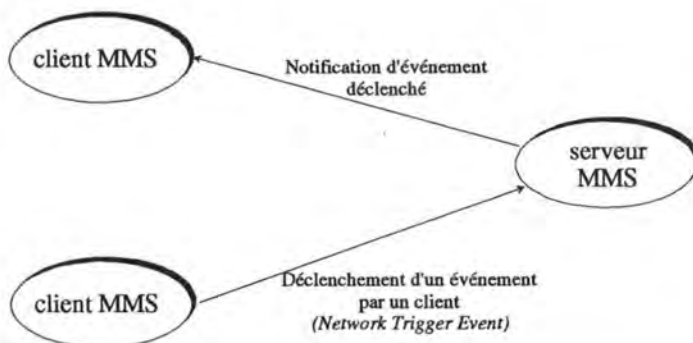 client MMS
Notification d'événement
déclenché
serveur
MMS
client MMS
Déclenchement d'un événement
par un client
(Network Trigger Event)